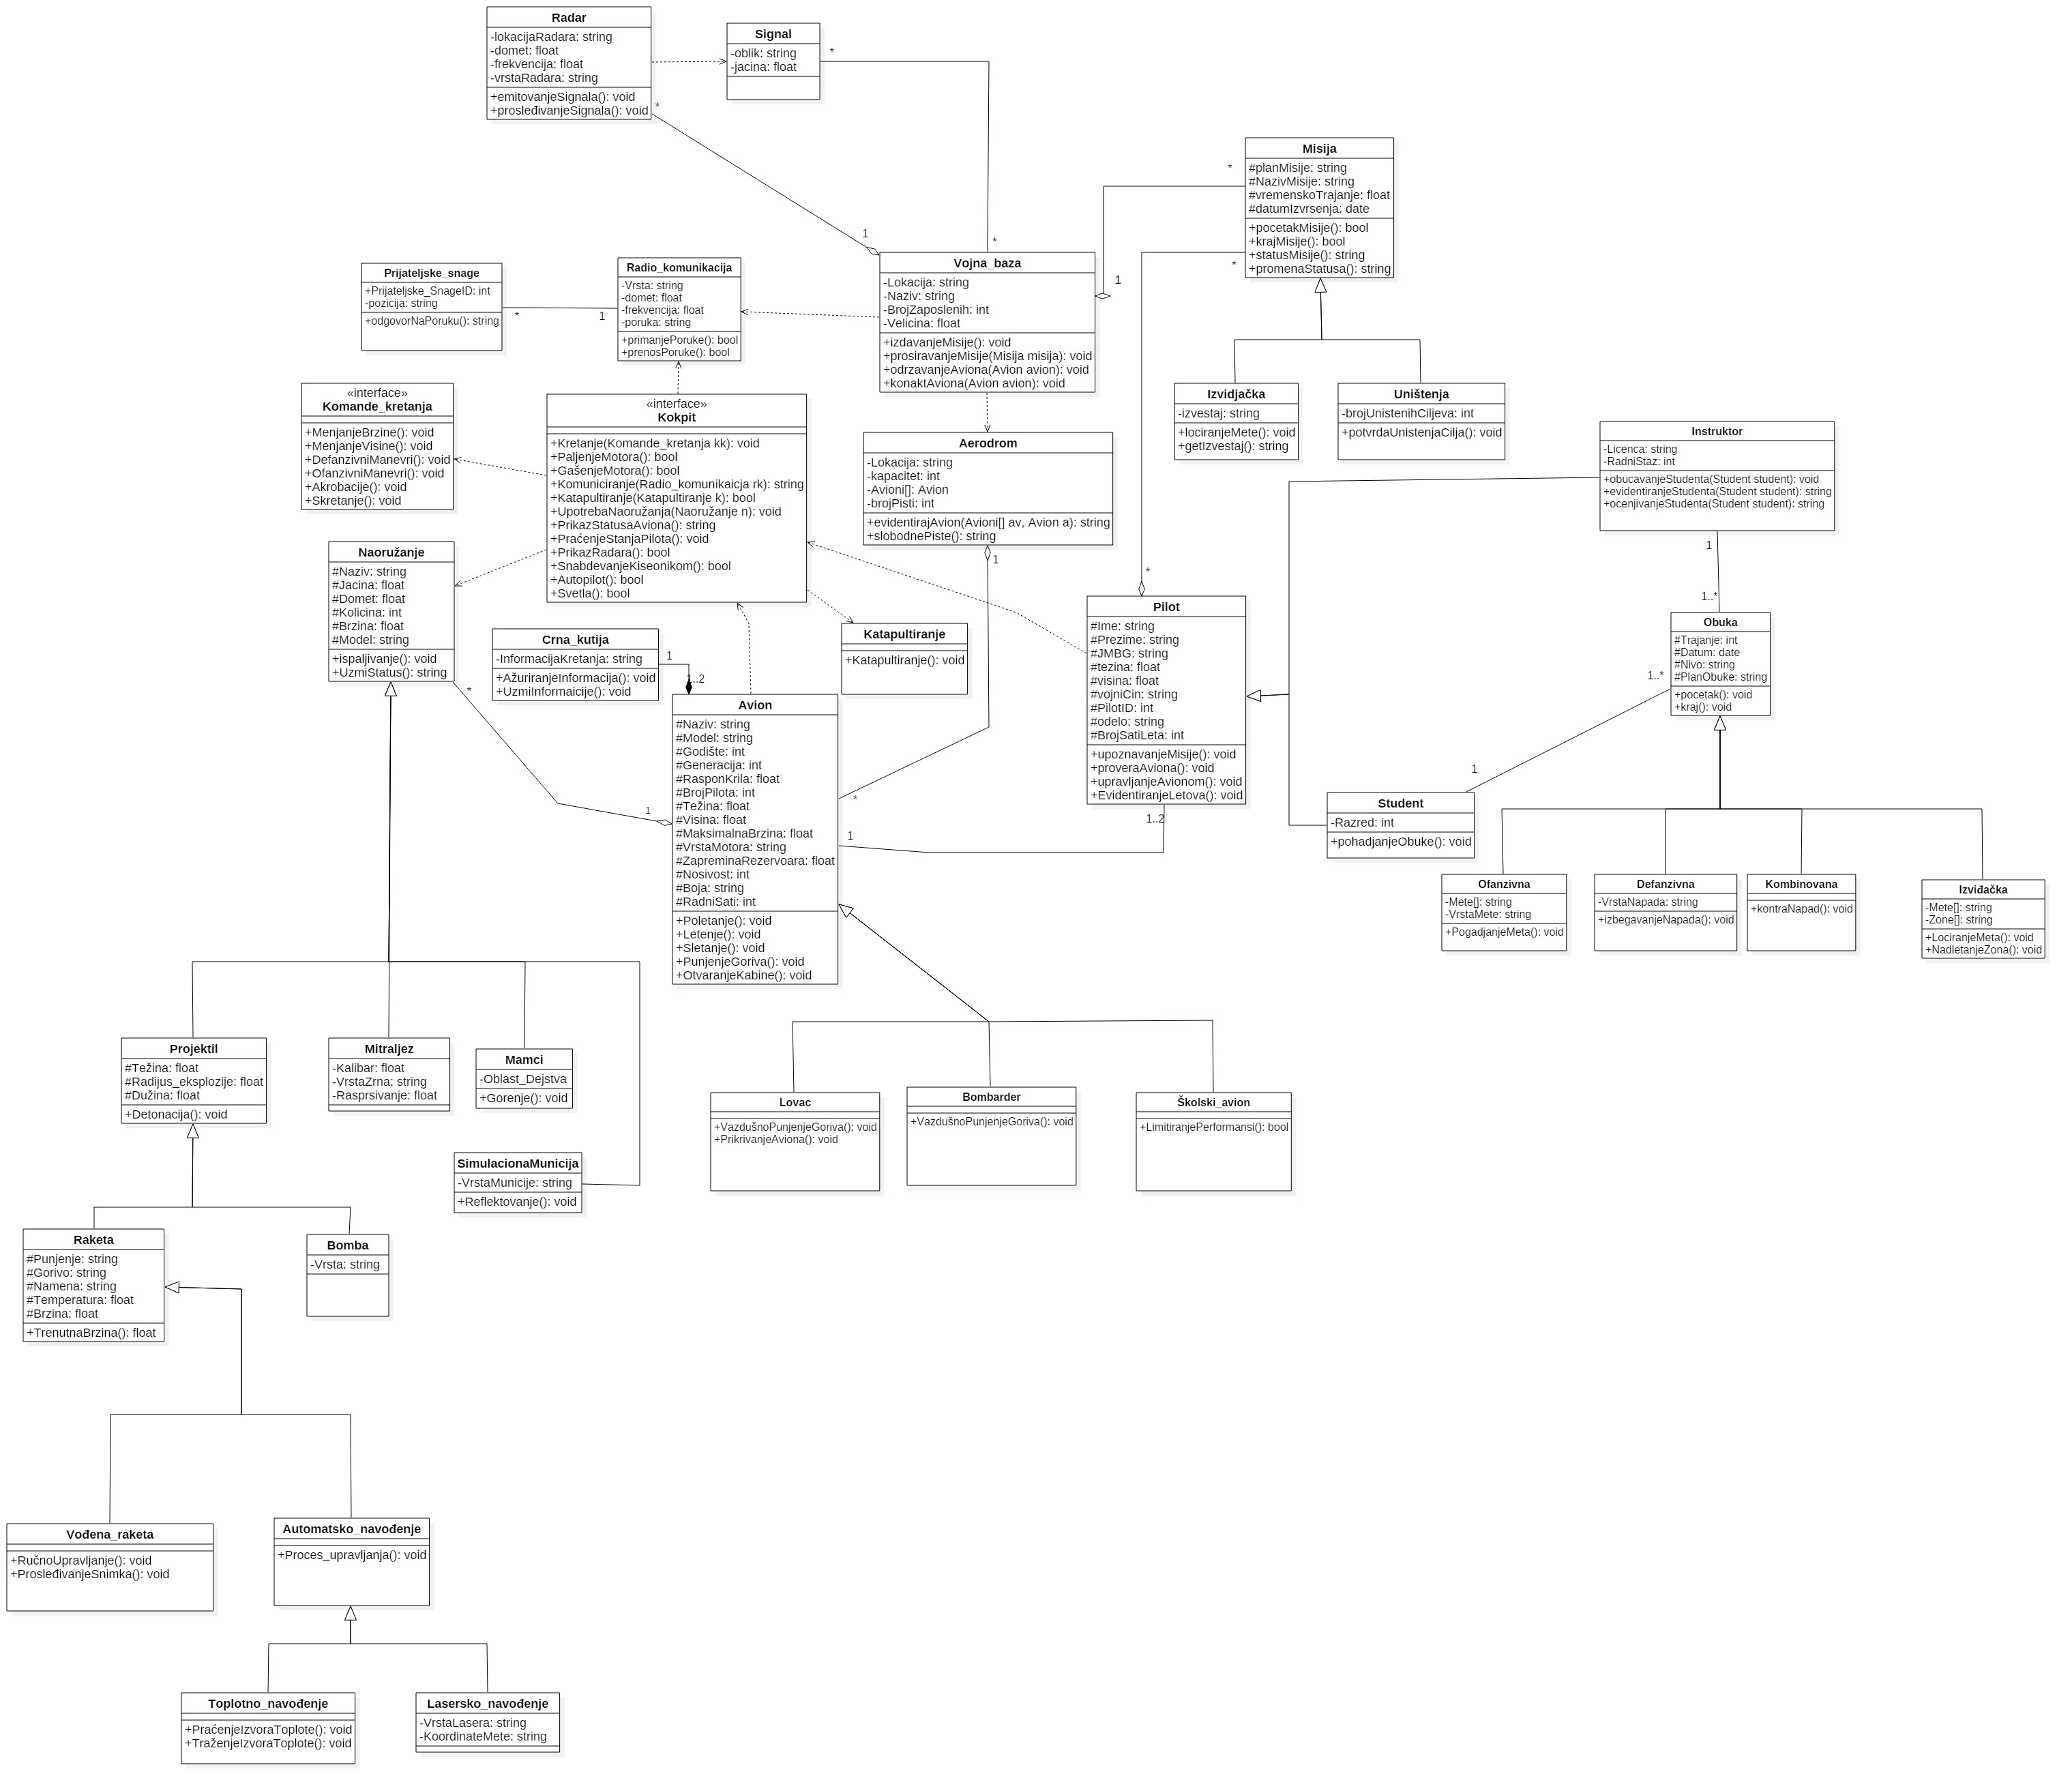 Radar
-lokacijaRadara: string
-domet: float
-frekvencija: float
-vrstaRadara: string
+emitovanjeSignala(): void
+prosleđivanjeSignala(): void
*
Signal
-oblik: string
-jacina: float
*
*
1
Misija
#planMisije: string
#NazivMisije: string
#vremenskoTrajanje: float
#datumIzvrsenja: date
+pocetakMisije(): bool
+krajMisije(): bool
+statusMisije(): string
+promenaStatusa(): string
*
*
1
Prijateljske_snage
+Prijateljske_SnageID: int
-pozicija: string
+odgovorNaPoruku(): string
*
1
Radio_komunikacija
-Vrsta: string
-domet: float
-frekvencija: float
-poruka: string
+primanjePoruke(): bool
+prenosPoruke(): bool
Vojna_baza
-Lokacija: string
-Naziv: string
-BrojZaposlenih: int
-Velicina: float
+izdavanjeMisije(): void
+prosiravanjeMisije(Misija misija): void
+odrzavanjeAviona(Avion avion): void
+konaktAviona(Avion avion): void
«interface»
Komande_kretanja
+MenjanjeBrzine(): void
+MenjanjeVisine(): void
+DefanzivniManevri(): void
+OfanzivniManevri(): void
+Akrobacije(): void
+Skretanje(): void
«interface»
Kokpit
+Kretanje(Komande_kretanja kk): void
+PaljenjeMotora(): bool
+GašenjeMotora(): bool
+Komuniciranje(Radio_komunikaicja rk): string
+Katapultiranje(Katapultiranje k): bool
+UpotrebaNaoružanja(Naoružanje n): void
+PrikazStatusaAviona(): string
+PraćenjeStanjaPilota(): void
+PrikazRadara(): bool
+SnabdevanjeKiseonikom(): bool
+Autopilot(): bool
+Svetla(): bool
Aerodrom
-Lokacija: string
-kapacitet: int
-Avioni[]: Avion
-brojPisti: int
+evidentirajAvion(Avioni[] av, Avion a): string
+slobodnePiste(): string
1
*
Izvidjačka
-izvestaj: string
+lociranjeMete(): void
+getIzvestaj(): string
Uništenja
-brojUnistenihCiljeva: int
+potvrdaUnistenjaCilja(): void
Instruktor
-Licenca: string
-RadniStaz: int
+obucavanjeStudenta(Student student): void
+evidentiranjeStudenta(Student student): string
+ocenjivanjeStudenta(Student student): string
1
1..*
Naoružanje
#Naziv: string
#Jacina: float
#Domet: float
#Kolicina: int
#Brzina: float
#Model: string
+ispaljivanje(): void
+UzmiStatus(): string
*
Crna_kutija
-InformacijaKretanja: string
+AžuriranjeInformacija(): void
+UzmiInformaicije(): void
1
1..2
Katapultiranje
+Katapultiranje(): void
*
Pilot
#Ime: string
#Prezime: string
#JMBG: string
#tezina: float
#visina: float
#vojniCin: string
#PilotID: int
#odelo: string
#BrojSatiLeta: int
+upoznavanjeMisije(): void
+proveraAviona(): void
+upravljanjeAvionom(): void
+EvidentiranjeLetova(): void
1..2
Obuka
#Trajanje: int
#Datum: date
#Nivo: string
#PlanObuke: string
+pocetak(): void
+kraj(): void
1..*
1
Avion
#Naziv: string
#Model: string
#Godište: int
#Generacija: int
#RasponKrila: float
#BrojPilota: int
#Težina: float
#Visina: float
#MaksimalnaBrzina: float
#VrstaMotora: string
#ZapreminaRezervoara: float
#Nosivost: int
#Boja: string
#RadniSati: int
+Poletanje(): void
+Letenje(): void
+Sletanje(): void
+PunjenjeGoriva(): void
+OtvaranjeKabine(): void
1
*
1
Student
-Razred: int
+pohadjanjeObuke(): void
Ofanzivna
-Mete[]: string
-VrstaMete: string
+PogadjanjeMeta(): void
Defanzivna
-VrstaNapada: string
+izbegavanjeNapada(): void
Kombinovana
+kontraNapad(): void
Izviđačka
-Mete[]: string
-Zone[]: string
+LociranjeMeta(): void
+NadletanjeZona(): void
Projektil
#Težina: float
#Radijus_eksplozije: float
#Dužina: float
+Detonacija(): void
Mitraljez
-Kalibar: float
-VrstaZrna: string
-Rasprsivanje: float
Mamci
-Oblast_Dejstva
+Gorenje(): void
Lovac
+VazdušnoPunjenjeGoriva(): void
+PrikrivanjeAviona(): void
Bombarder
+VazdušnoPunjenjeGoriva(): void
Školski_avion
+LimitiranjePerformansi(): bool
SimulacionaMunicija
-VrstaMunicije: string
+Reflektovanje(): void
Raketa
#Punjenje: string
#Gorivo: string
#Namena: string
#Temperatura: float
#Brzina: float
+TrenutnaBrzina(): float
Bomba
-Vrsta: string
Vođena_raketa
+RučnoUpravljanje(): void
+ProsleđivanjeSnimka(): void
Automatsko_navođenje
+Proces_upravljanja(): void
Toplotno_navođenje
+PraćenjeIzvoraToplote(): void
+TraženjeIzvoraToplote(): void
Lasersko_navođenje
-VrstaLasera: string
-KoordinateMete: string